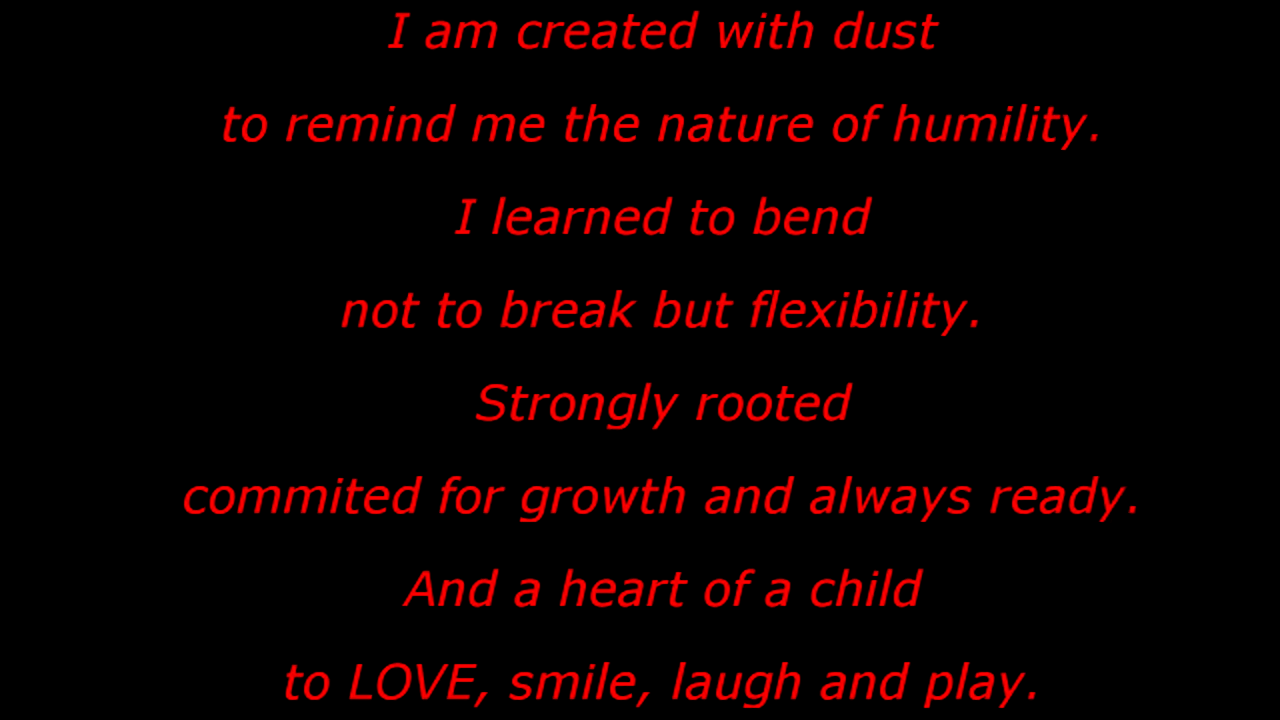 I am created with dust
to remind me the nature of humility.
I learned to bend
not to break but flexibility.
Strongly rooted
commited for growth and always ready.
And a heart of a child
to LOVE, smile, laugh and play.